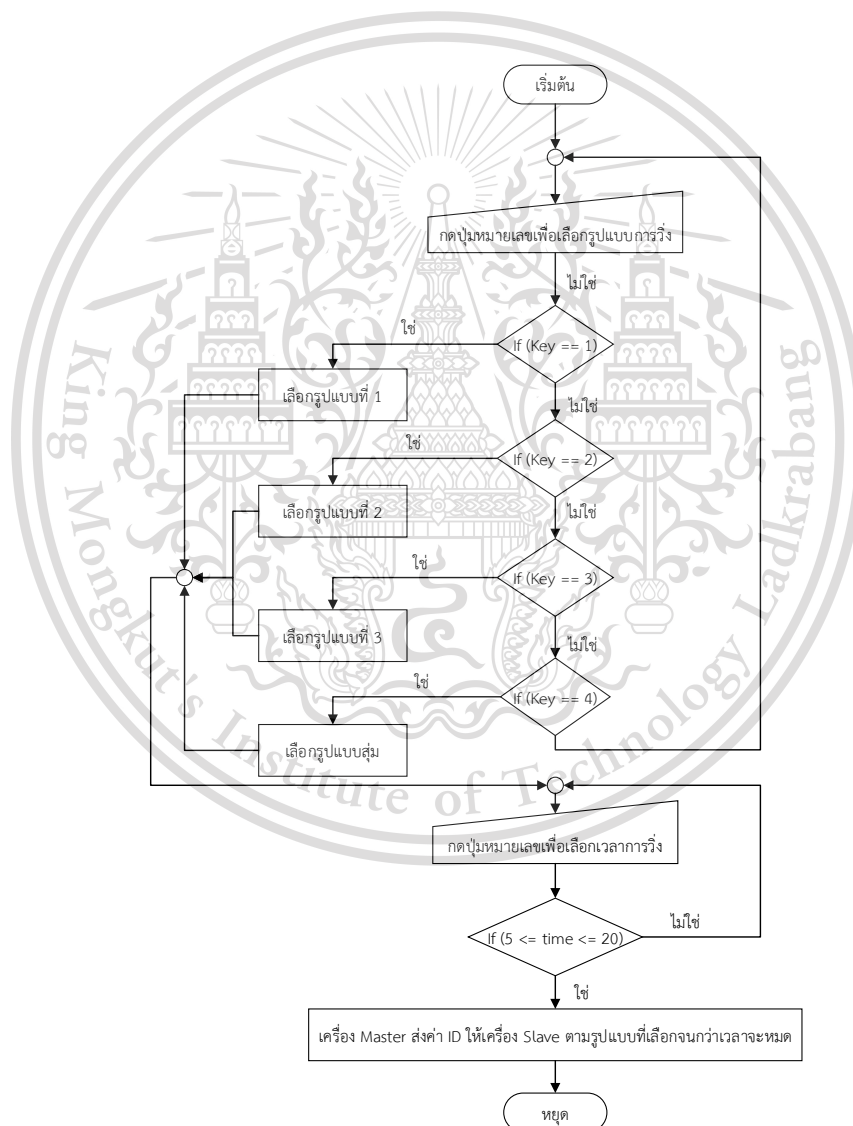 เริ่มต้น
กดปุ่มหมายเลขเพื่อเลือกรูปแบบการวิ่ง
ไม่ใช่
ใช่
If (Key == 1)
เลือกรูปแบบที่ 1
ไม่ใช่
ใช่
If (Key == 2)
เลือกรูปแบบที่ 2
ไม่ใช่
ใช่
If (Key == 3)
เลือกรูปแบบที่ 3
ไม่ใช่
ใช่
If (Key == 4)
เลือกรูปแบบสุ่ม
กดปุ่มหมายเลขเพื่อเลือกเวลาการวิ่ง
If (5 <= time <= 20)
ไม่ใช่
ใช่
เครื่อง Master ส่งค่า ID ให้เครื่อง Slave ตามรูปแบบที่เลือกจนกว่าเวลาจะหมด
หยุด
King Mongkut's Institute of Technology Ladkrabang